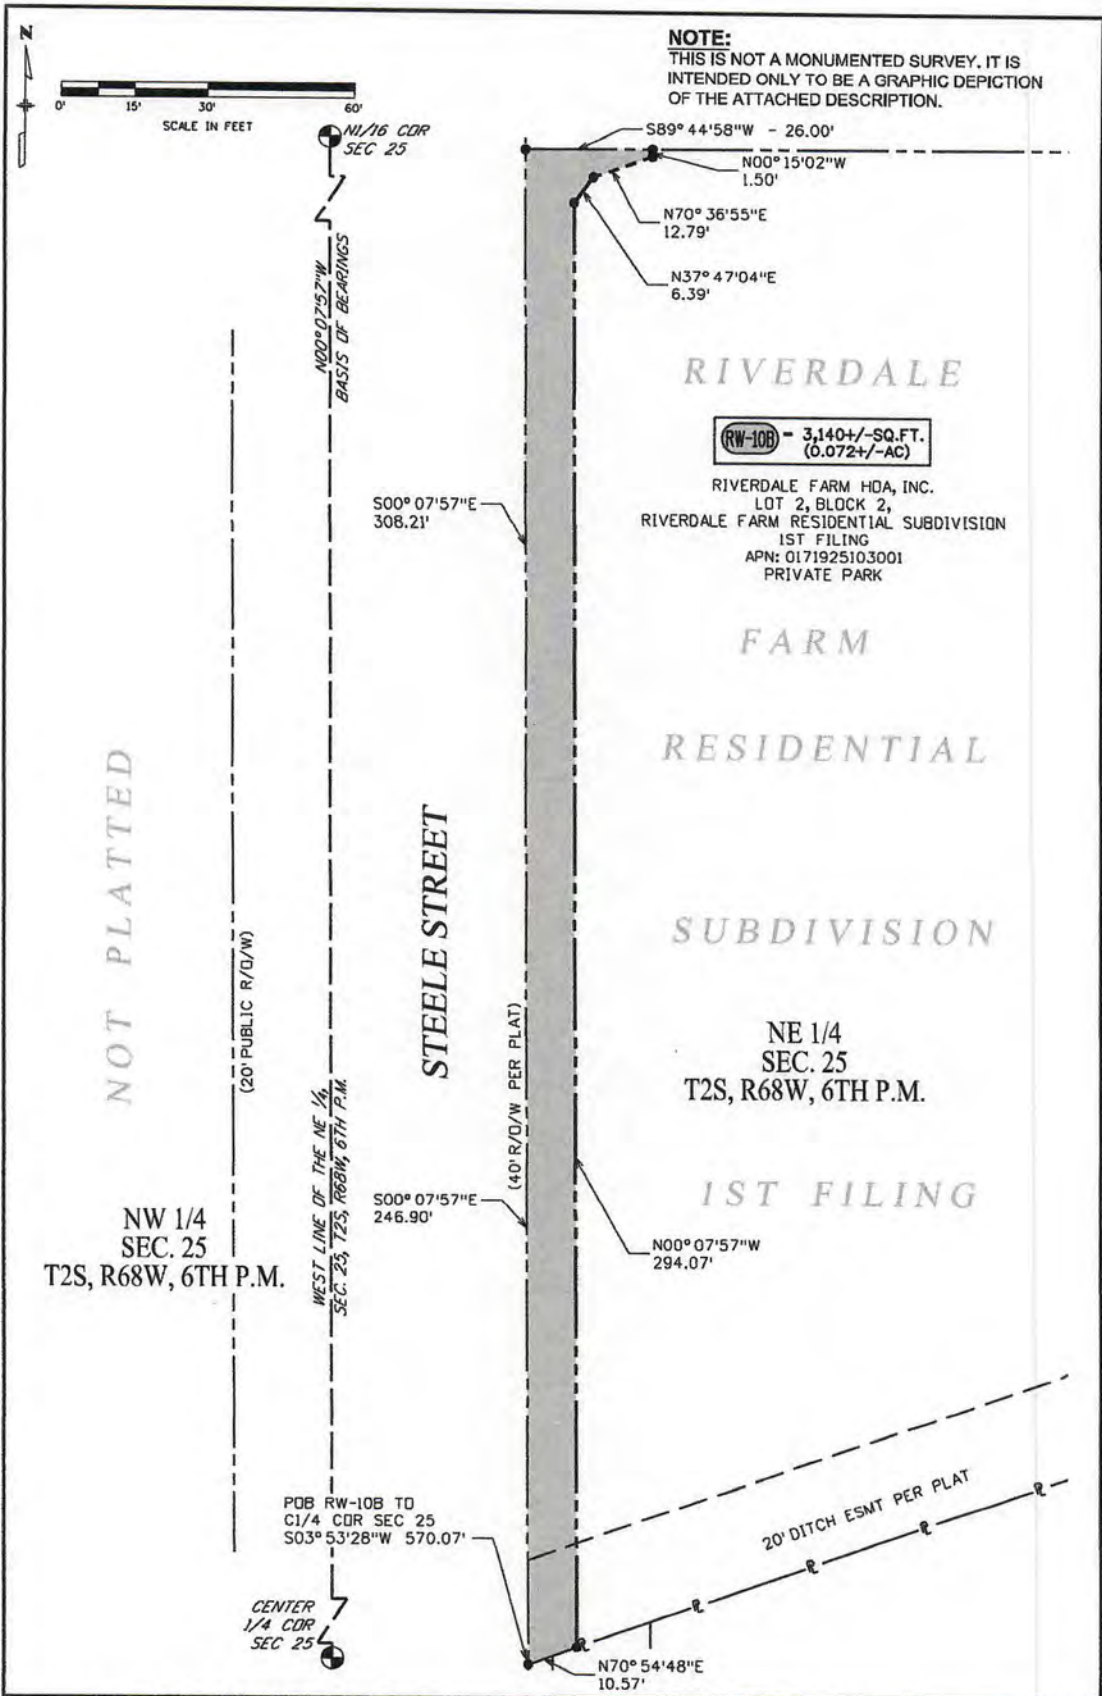 N
NOTE:
THIS IS NOT A MONUMENTED SURVEY. IT IS
INTENDED ONLY TO BE A GRAPHIC DEPICTION
OF THE ATTACHED DESCRIPTION.
0' 15' 30' 60'
SCALE IN FEET
N1/16 COR
SEC 25
S89°44'58"W - 26.00'
N00°15'02"W
1.50'
N70°36'55"E
12.79'
N37°47'04"E
6.39'
N00°07'57"W
BASIS OF BEARINGS
RIVERDALE
RW-10B - 3,140+/-SQ.FT.
(0.072+/-AC)
RIVERDALE FARM HOA, INC.
LOT 2, BLOCK 2,
RIVERDALE FARM RESIDENTIAL SUBDIVISION
1ST FILING
APN: 0171925103001
PRIVATE PARK
S00°07'57"E
308.21'
FARM
RESIDENTIAL
NOT PLATTED
(20' PUBLIC R/O/W)
STEELE STREET
SUBDIVISION
(40' R/O/W PER PLAT)
NE 1/4
SEC. 25
T2S, R68W, 6TH P.M.
WEST LINE OF THE NE 1/4,
SEC. 25, T2S, R68W, 6TH P.M.
S00°07'57"E
246.90'
1ST FILING
NW 1/4
SEC. 25
T2S, R68W, 6TH P.M.
N00°07'57"W
294.07'
POB RW-10B TO
C1/4 COR SEC 25
S03°53'28"W 570.07'
20' DITCH ESMT PER PLAT
CENTER
1/4 COR
SEC 25
N70°54'48"E
10.57'